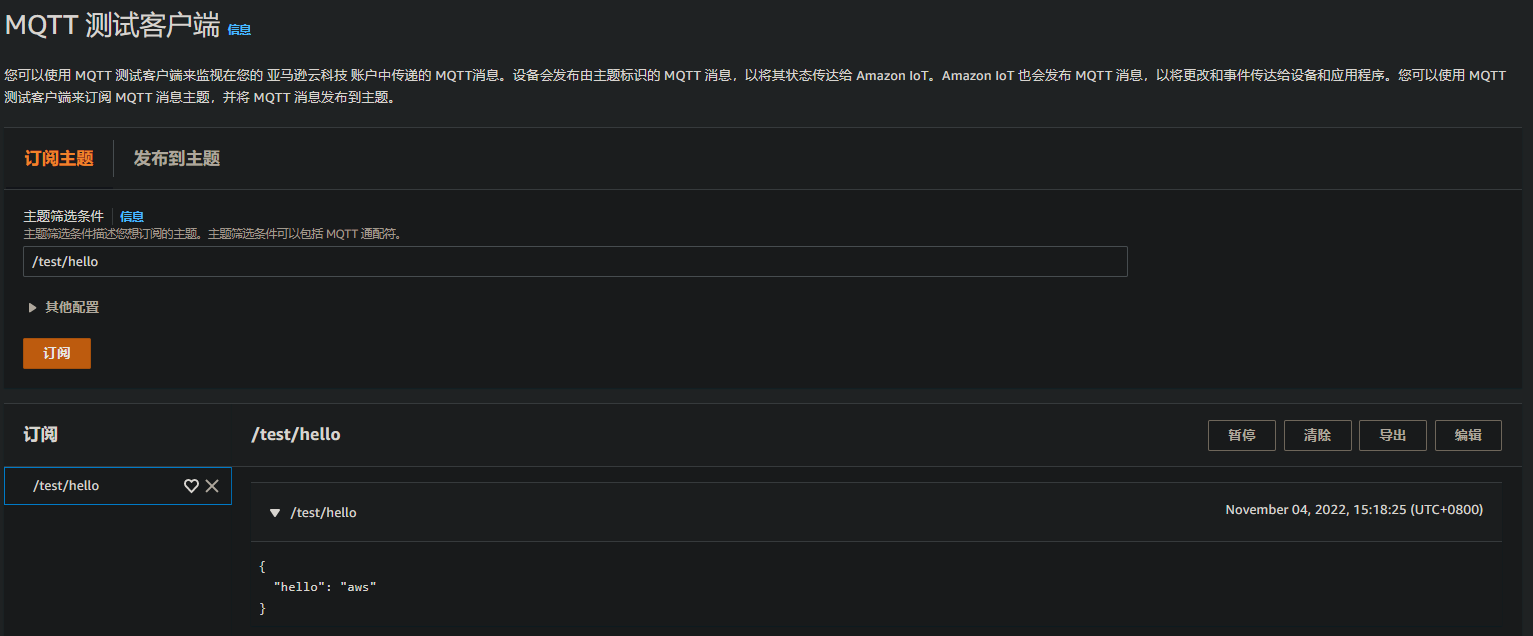 MQTT 测试客户端 信息
您可以使用 MQTT 测试客户端来监视在您的 亚马逊云科技 账户中传递的 MQTT消息。设备会发布由主题标识的 MQTT 消息，以将其状态传达给 Amazon IoT。Amazon IoT 也会发布 MQTT 消息，以将更改和事件传达给设备和应用程序。您可以使用 MQTT
测试客户端来订阅 MQTT 消息主题，并将 MQTT 消息发布到主题。
订阅主题 发布到主题
主题筛选条件 信息
主题筛选条件描述您想订阅的主题。主题筛选条件可以包括 MQTT 通配符。
/test/hello
其他配置
订阅
订阅 /test/hello 暂停 清除 导出 编辑
/test/hello
/test/hello November 04, 2022, 15:18:25 (UTC+0800)
{
"hello": "aws"
}